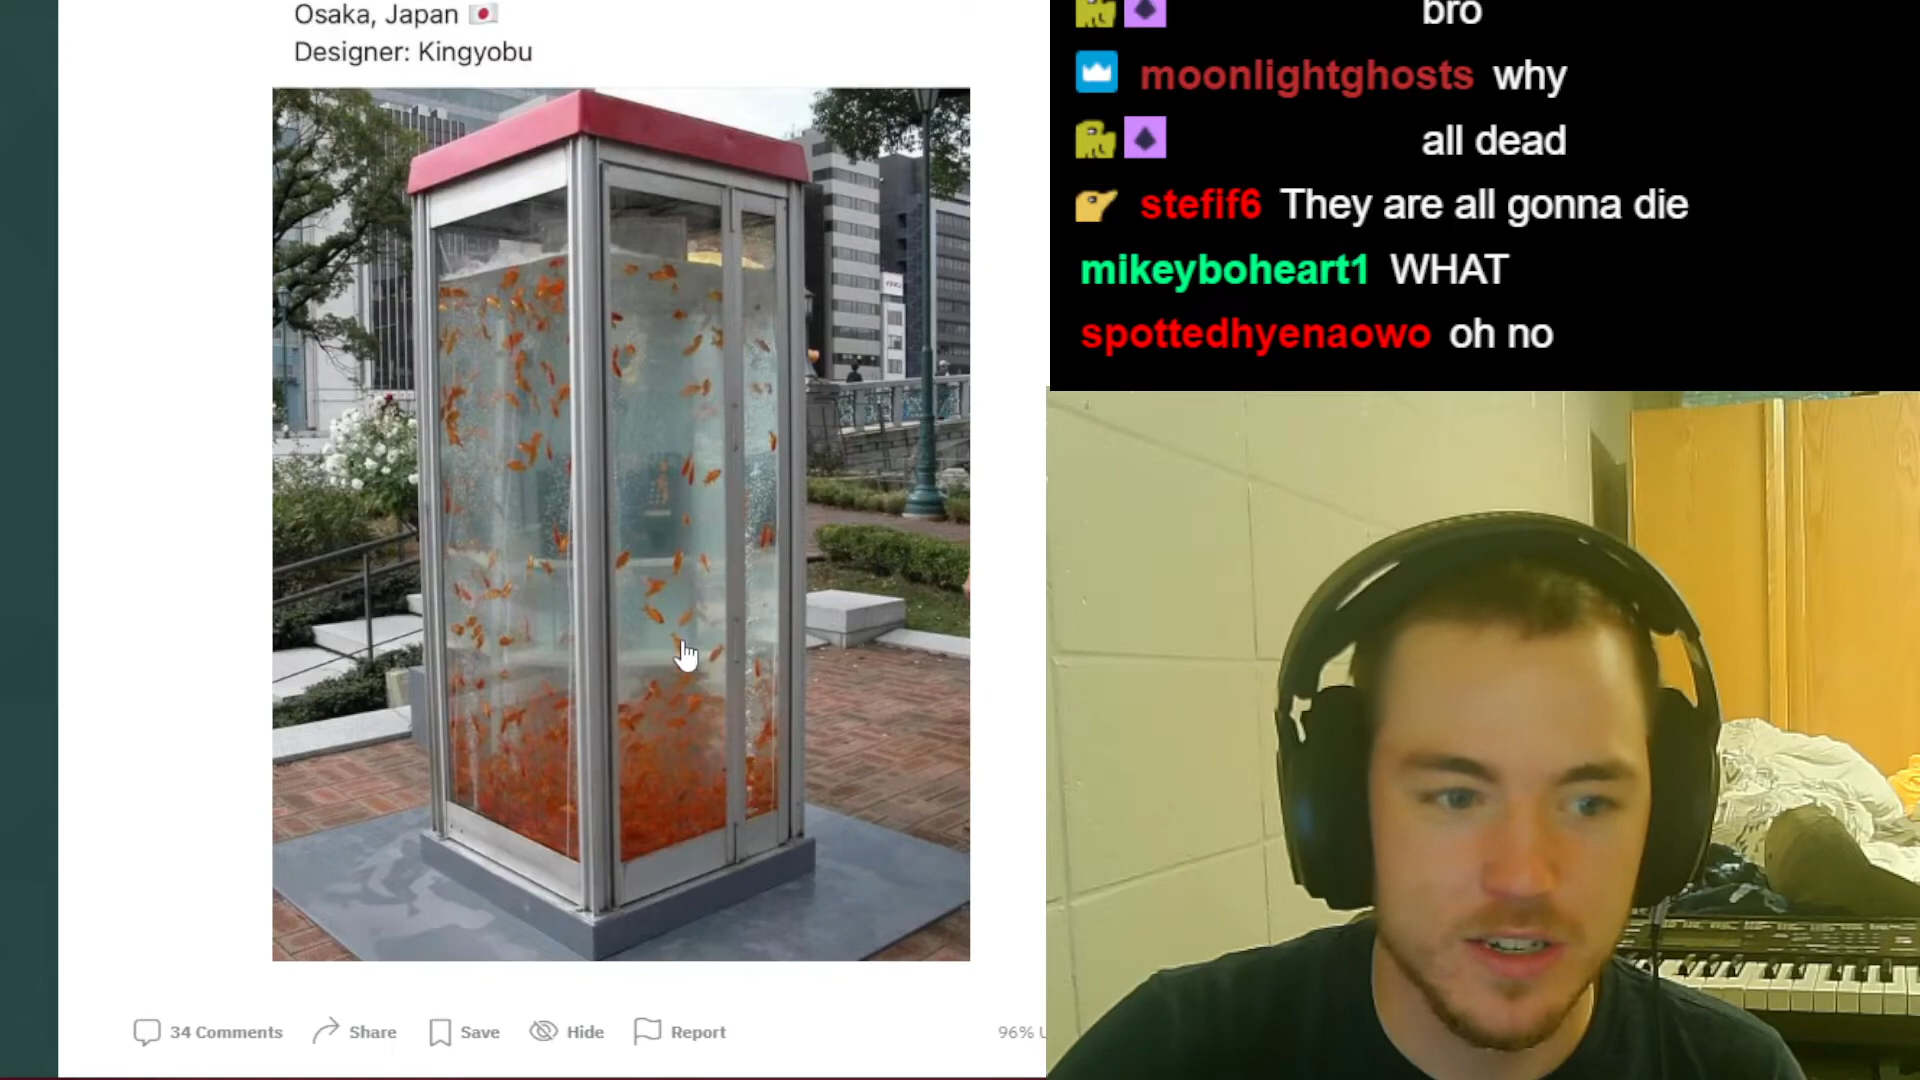 Osaka, Japan
Designer: Kingyobu
34 Comments
Share
Save
Hide
Report
96%
bro
moonlightghosts why
all dead
stefif6 They are all gonna die
mikeyboheart1 WHAT
spottedhyenaowo oh no